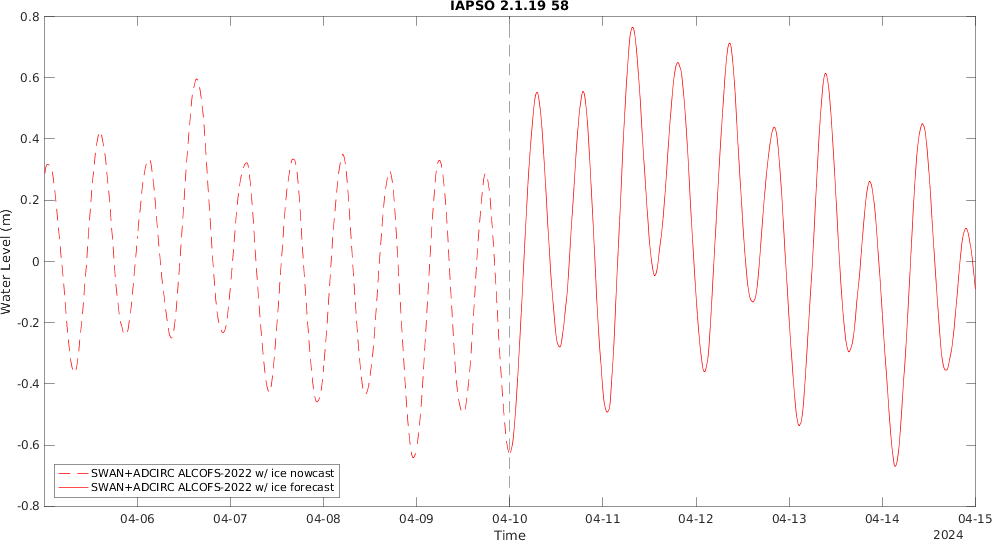 IAPSO 2.1.19 58
0.8
0.6
0.4
0.2
0
-0.2
-0.4
-0.6
-0.8
Water Level (m)
SWAN+ADCIRC ALCOFS-2022 w/ ice nowcast
SWAN+ADCIRC ALCOFS-2022 w/ ice forecast
04-06 04-07 04-08 04-09 04-10 04-11 04-12 04-13 04-14 04-15
Time
2024